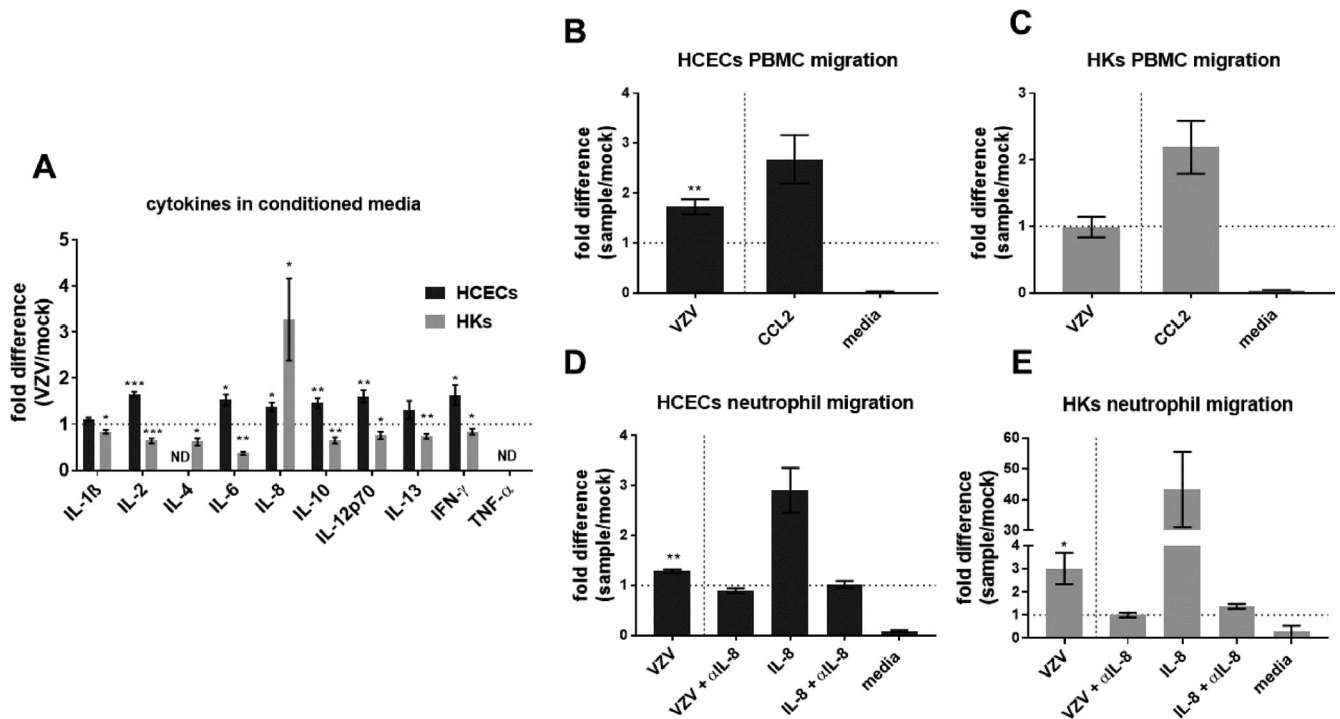 A
cytokines in conditioned media
fold difference
(VZV/mock)
5
4
3
2
1
0
HCECs
HKs
*
***
***
ND
*
*
**
*
*
**
**
**
*
**
*
*
ND
IL-1ß
IL-2
IL-4
IL-6
IL-8
IL-10
IL-12p70
IL-13
IFN-γ
TNF-α
B
HCECs PBMC migration
fold difference
(sample/mock)
4
3
2
1
0
**
VZV
CCL2
media
C
HKs PBMC migration
fold difference
(sample/mock)
3
2
1
0
VZV
CCL2
media
D
HCECs neutrophil migration
fold difference
(sample/mock)
4
3
2
1
0
**
VZV
VZV + αIL-8
IL-8
IL-8 + αIL-8
media
E
HKs neutrophil migration
fold difference
(sample/mock)
60
50
40
30
4
3
2
1
0
*
VZV
VZV + αIL-8
IL-8
IL-8 + αIL-8
media